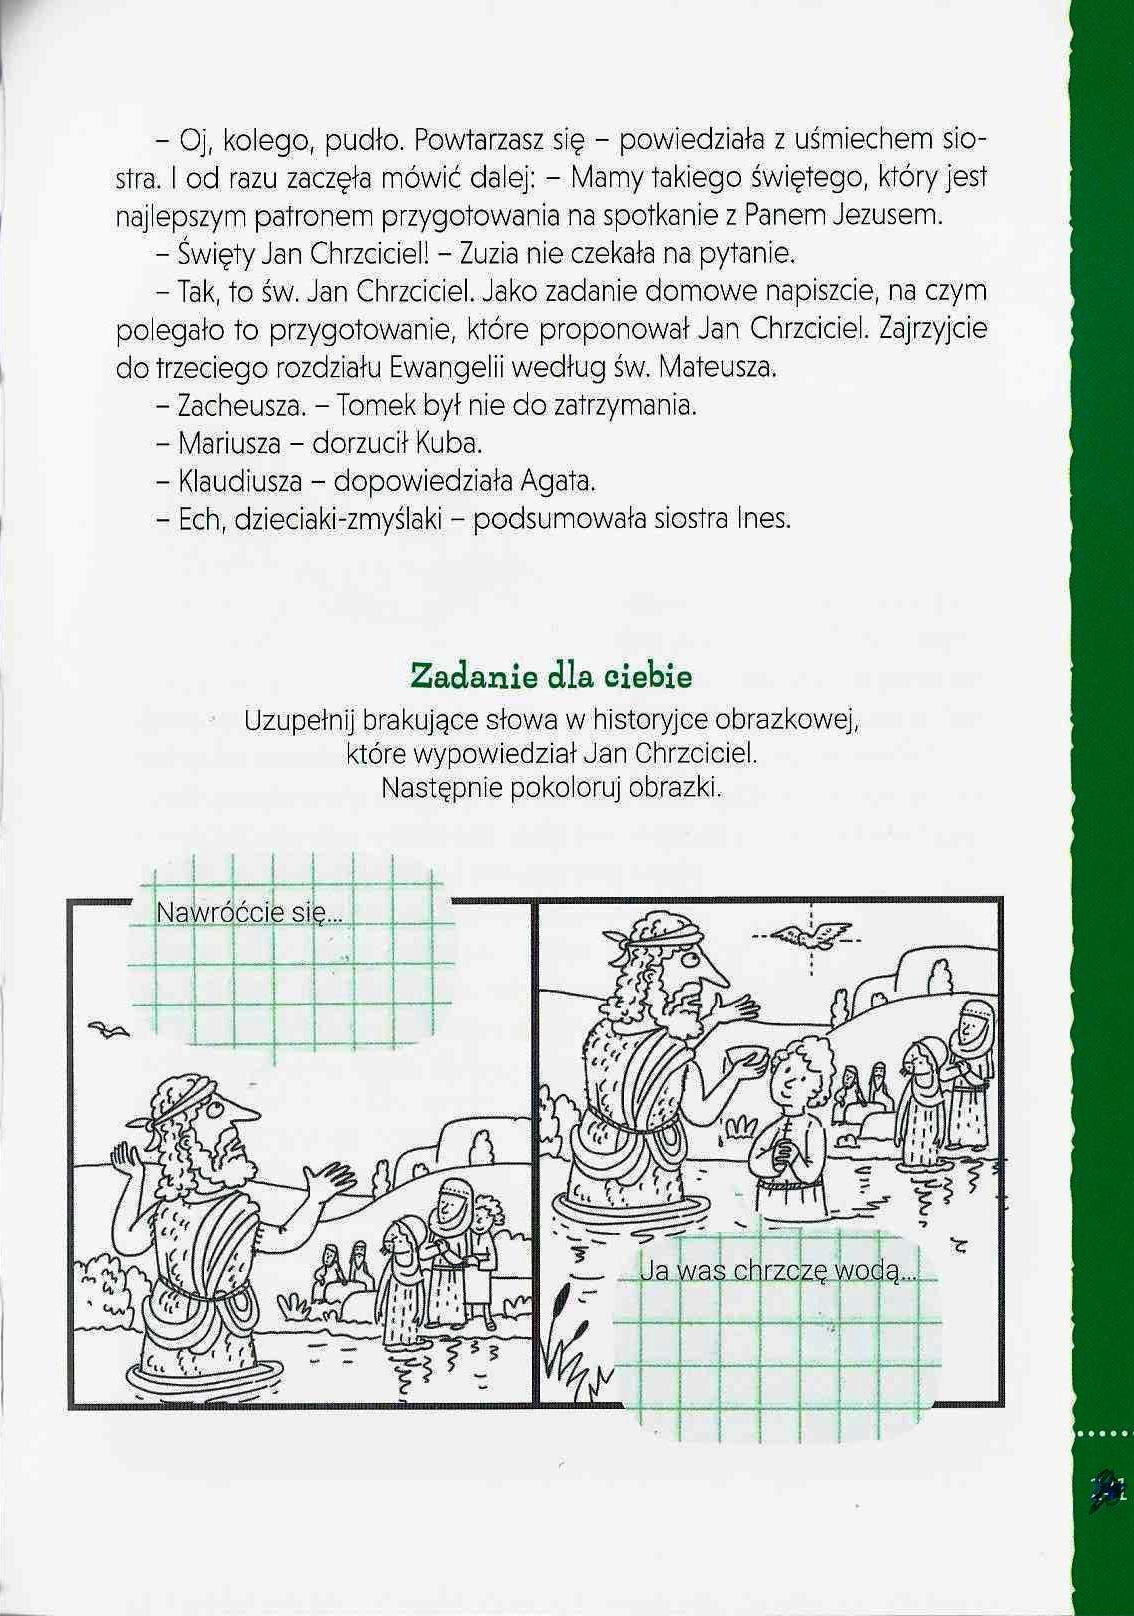 – Oj, kolego, pudło. Powtarzasz się – powiedziała z uśmiechem sio-
stra. I od razu zaczęła mówić dalej: – Mamy takiego świętego, który jest
najlepszym patronem przygotowania na spotkanie z Panem Jezusem.
– Święty Jan Chrzciciel! – Zuzia nie czekała na pytanie.
– Tak, to św. Jan Chrzciciel. Jako zadanie domowe napiszcie, na czym
polegało to przygotowanie, które proponował Jan Chrzciciel. Zajrzyjcie
do trzeciego rozdziału Ewangelii według św. Mateusza.
– Zacheusza. – Tomek był nie do zatrzymania.
– Mariusza – dorzucił Kuba.
– Klaudiusza – dopowiedziała Agata.
– Ech, dzieciaki-zmyślaki – podsumowała siostra Ines.
Zadanie dla ciebie
Uzupełnij brakujące słowa w historyjce obrazkowej,
które wypowiedział Jan Chrzciciel.
Następnie pokoloruj obrazki.
Nawróćcie się...
Ja was chrzczę wodą...